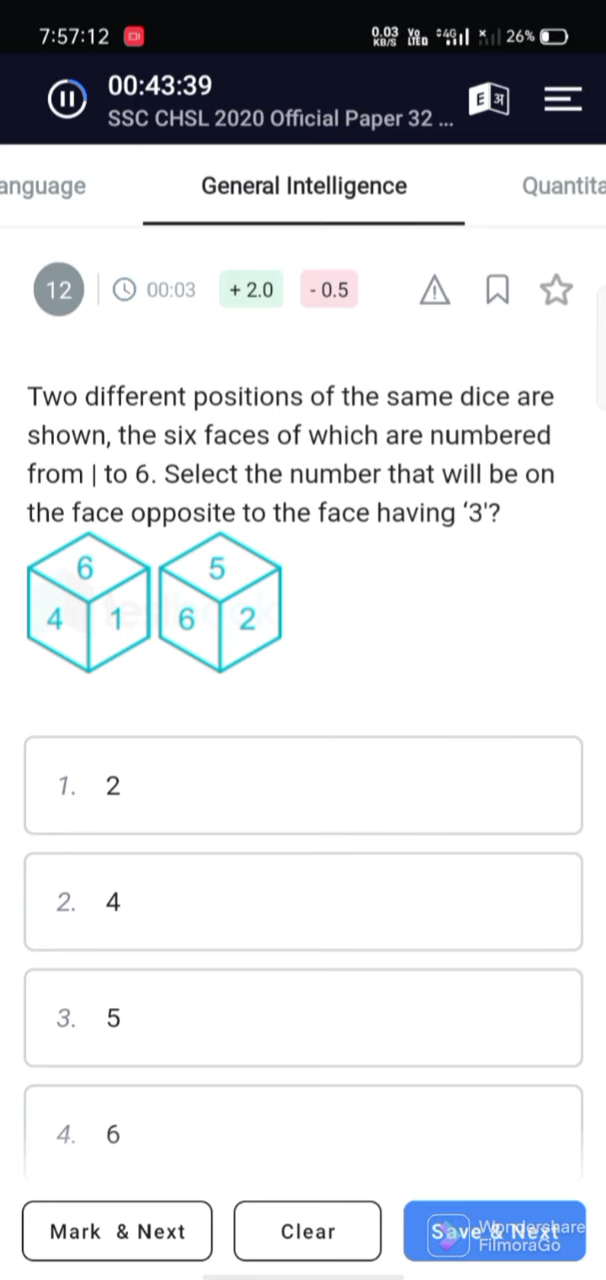 7:57:12 0.03 KB/S 4G 26%
00:43:39
SSC CHSL 2020 Official Paper 32 ...
E अ
anguage General Intelligence Quantita
12 00:03 + 2.0 - 0.5
Two different positions of the same dice are
shown, the six faces of which are numbered
from | to 6. Select the number that will be on
the face opposite to the face having ‘3'?
6 5
4 1 6 2
1. 2
2. 4
3. 5
4. 6
Mark & Next Clear Save & Next
Wondershare
FilmoraGo